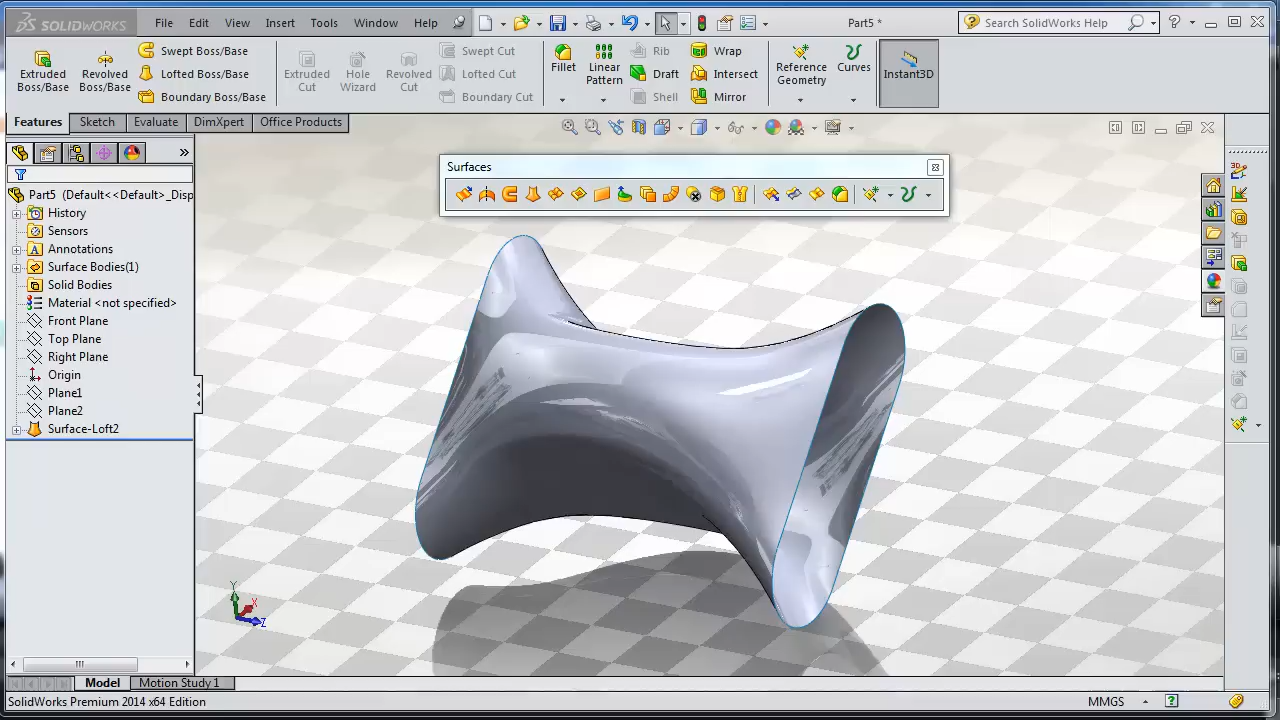 SOLIDWORKS File Edit View Insert Tools Window Help Part5 * Search SolidWorks Help
Extruded Boss/Base
Revolved Boss/Base
Swept Boss/Base
Lofted Boss/Base
Boundary Boss/Base
Extruded Cut
Hole Wizard
Revolved Cut
Swept Cut
Lofted Cut
Boundary Cut
Fillet
Linear Pattern
Rib
Draft
Shell
Wrap
Intersect
Mirror
Reference Geometry
Curves
Instant3D
Features Sketch Evaluate DimXpert Office Products
Surfaces
Part5 (Default<<Default>_Disp
History
Sensors
Annotations
Surface Bodies(1)
Solid Bodies
Material <not specified>
Front Plane
Top Plane
Right Plane
Origin
Plane1
Plane2
Surface-Loft2
Y
X
Z
Model Motion Study 1
SolidWorks Premium 2014 x64 Edition MMGS